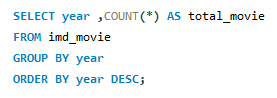 SELECT year ,COUNT(*) AS total_movie
FROM imd_movie
GROUP BY year
ORDER BY year DESC;